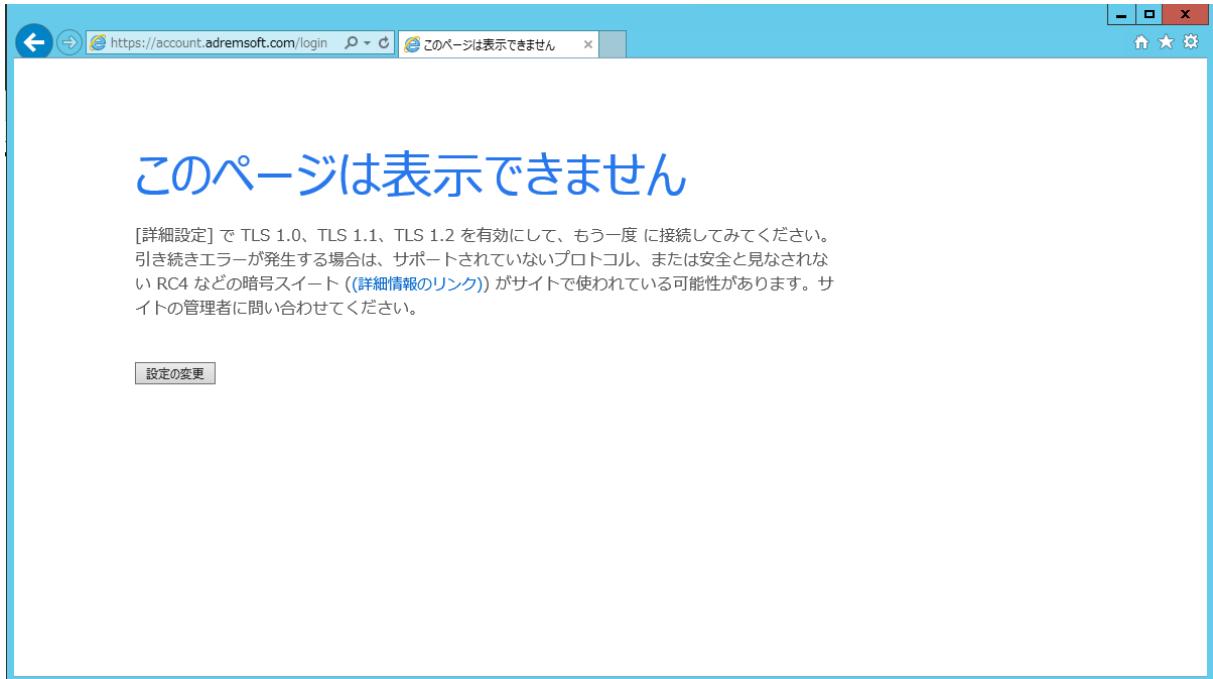 https://account.adremsoft.com/login
このページは表示できません
このページは表示できません
[詳細設定] で TLS 1.0、TLS 1.1、TLS 1.2 を有効にして、もう一度 に接続してみてください。
引き続きエラーが発生する場合は、サポートされていないプロトコル、または安全と見なされな
い RC4 などの暗号スイート ((詳細情報のリンク)) がサイトで使われている可能性があります。サ
イトの管理者に問い合わせてください。
設定の変更